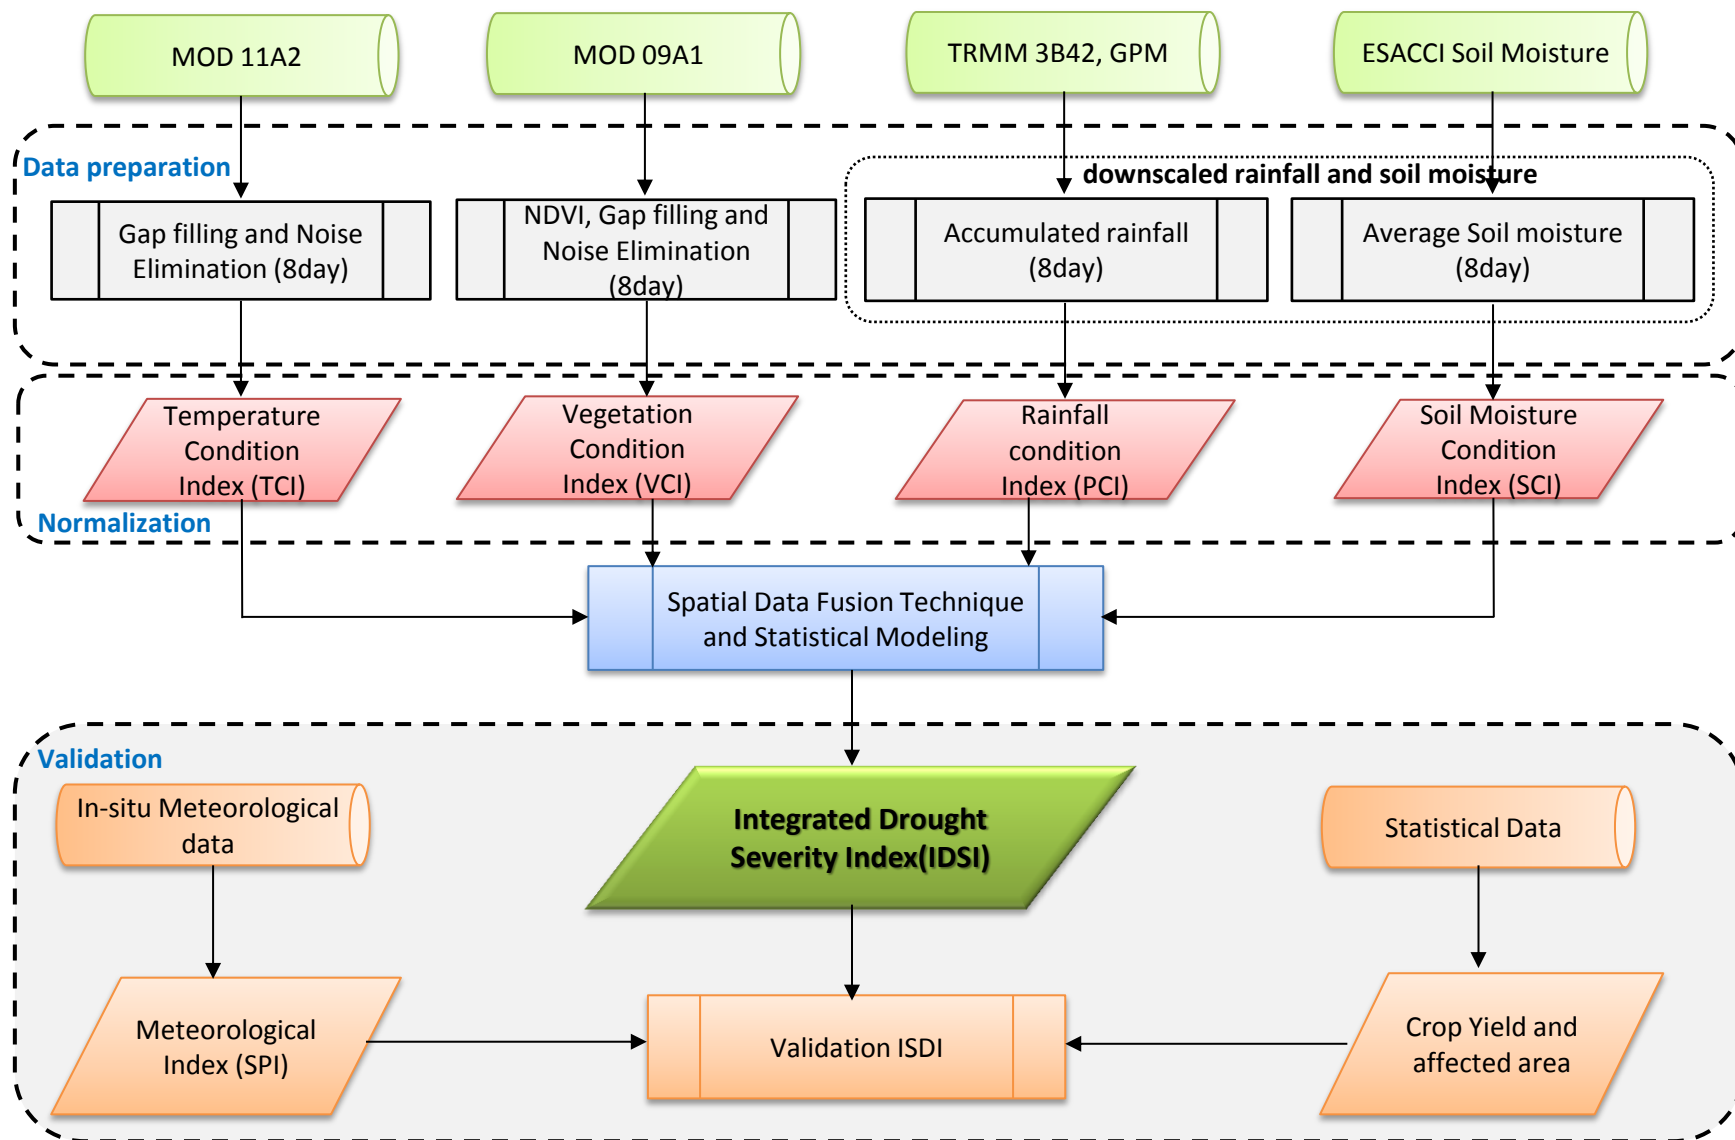 MOD 11A2
MOD 09A1
TRMM 3B42, GPM
ESACCI Soil Moisture
Data preparation
downscaled rainfall and soil moisture
Gap filling and Noise
Elimination (8day)
NDVI, Gap filling and
Noise Elimination
(8day)
Accumulated rainfall
(8day)
Average Soil moisture
(8day)
Temperature
Condition
Index (TCI)
Vegetation
Condition
Index (VCI)
Rainfall
condition
Index (PCI)
Soil Moisture
Condition
Index (SCI)
Normalization
Spatial Data Fusion Technique
and Statistical Modeling
Validation
In-situ Meteorological
data
Integrated Drought
Severity Index(IDSI)
Statistical Data
Meteorological
Index (SPI)
Validation ISDI
Crop Yield and
affected area